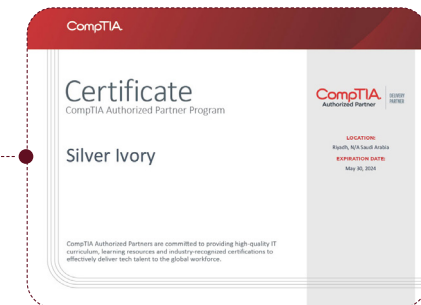 CompTIA.
Certificate
CompTIA Authorized Partner Program
Silver Ivory
CompTIA Authorized Partners are committed to providing high-quality IT
curriculum, learning resources and industry-recognized certifications to
effectively deliver tech talent to the global workforce.
CompTIA.
Authorized Partner
DELIVERY
PARTNER
LOCATION:
Riyadh, N/A Saudi Arabia
EXPIRATION DATE:
May 30, 2024